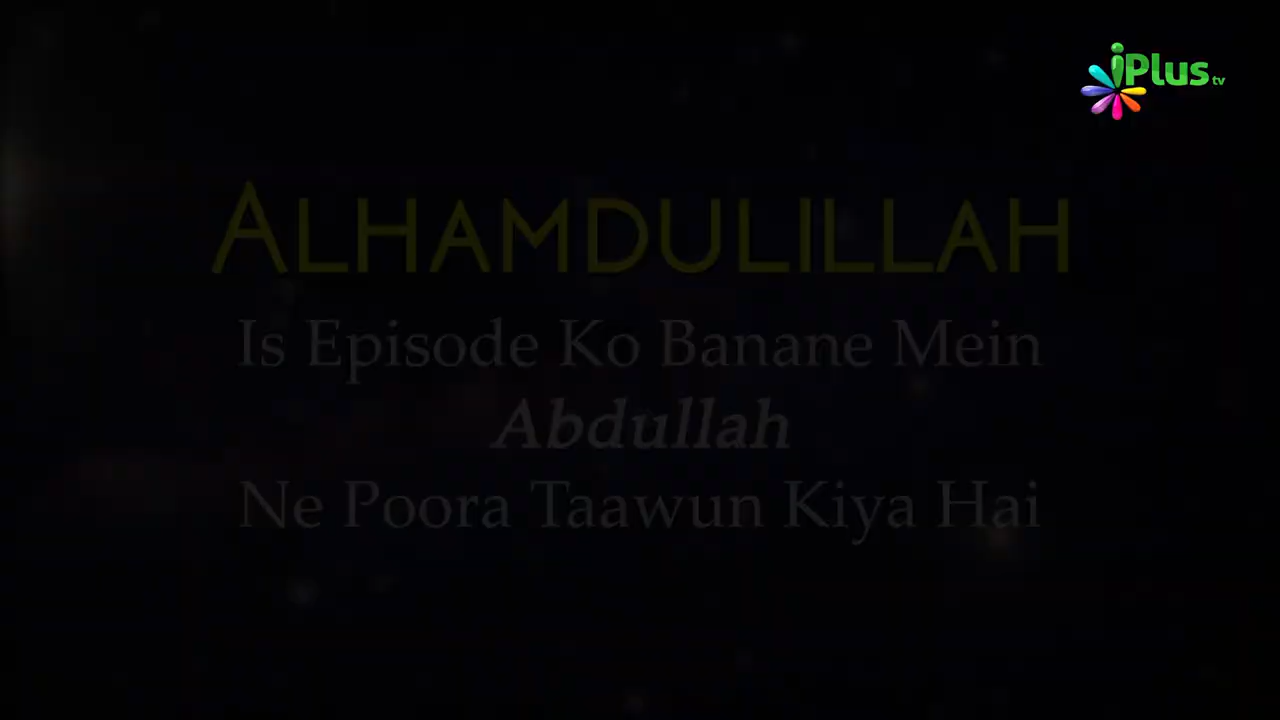 iPlus tv
ALHAMDULILLAH
Is Episode Ko Banane Mein
Abdullah
Ne Poora Taawun Kiya Hai